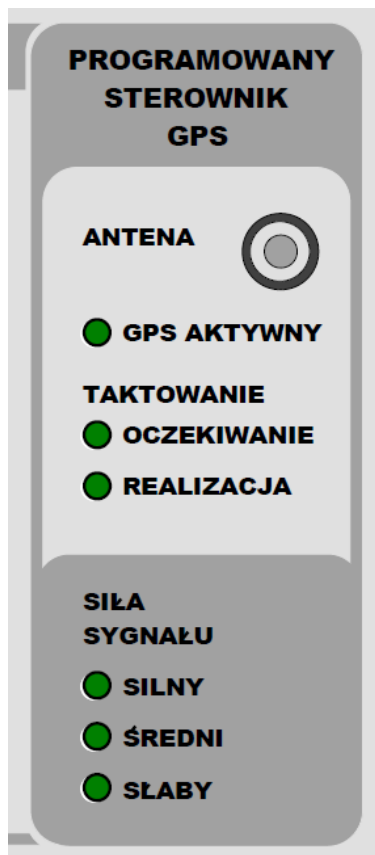 PROGRAMOWANY
STEROWNIK
GPS
ANTENA
GPS AKTYWNY
TAKTOWANIE
OCZEKIWANIE
REALIZACJA
SIŁA
SYGNAŁU
SILNY
ŚREDNI
SŁABY